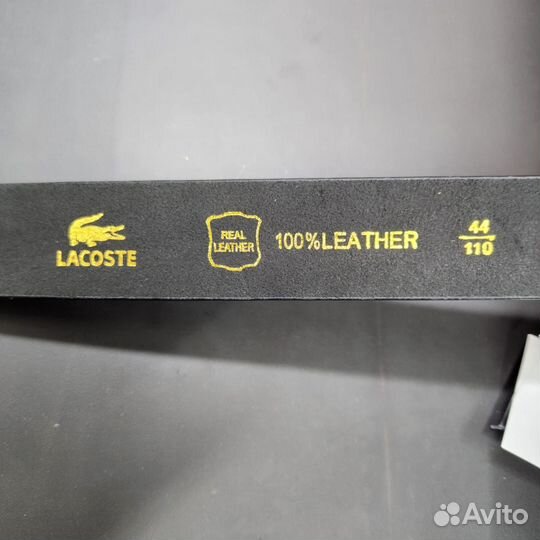 LACOSTE
REAL
LEATHER
100%LEATHER
44
110
Avito